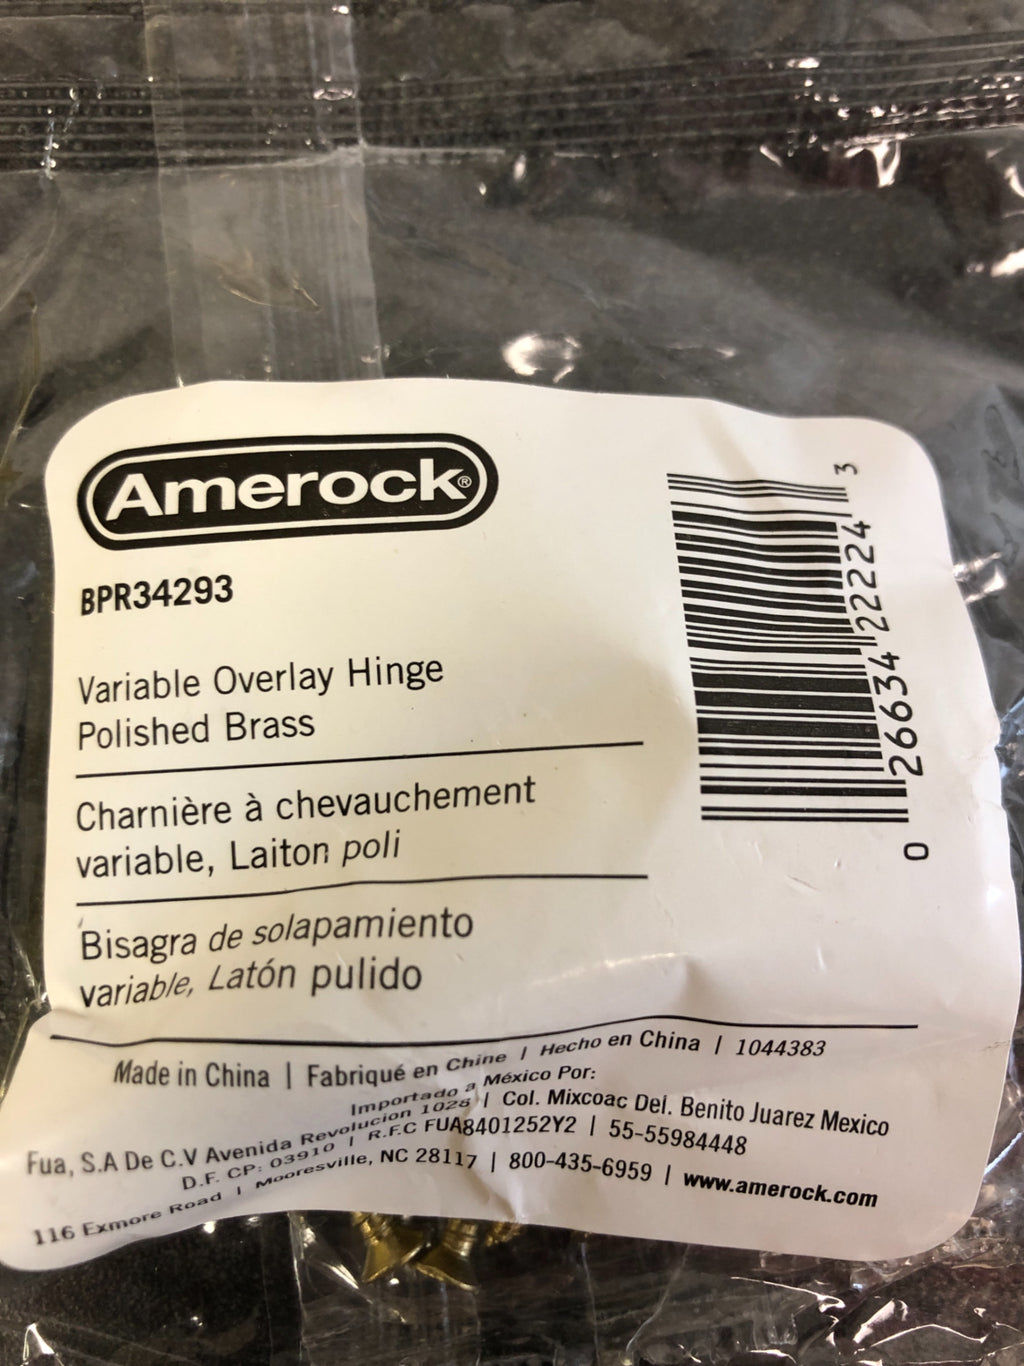 Amerock®
BPR34293
Variable Overlay Hinge
Polished Brass
Charnière à chevauchement
variable, Laiton poli
Bisagra de solapamiento
variable, Latón pulido
Made in China | Fabriqué en Chine | Hecho en China | 1044383
Importado a México Por:
Fua, S.A De C.V Avenida Revolucion 1028 | Col. Mixcoac Del. Benito Juarez Mexico
D.F. CP: 03910 | R.F.C FUA8401252Y2 | 55-55984448
116 Exmore Road | Mooresville, NC 28117 | 800-435-6959 | www.amerock.com
0 26634 22224 3